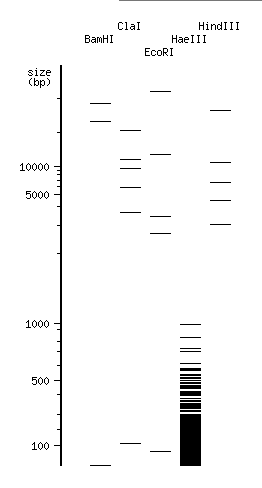 ClaI HindIII
BamHI HaeIII
EcoRI
size
(bp)
10000
5000
1000
500
100